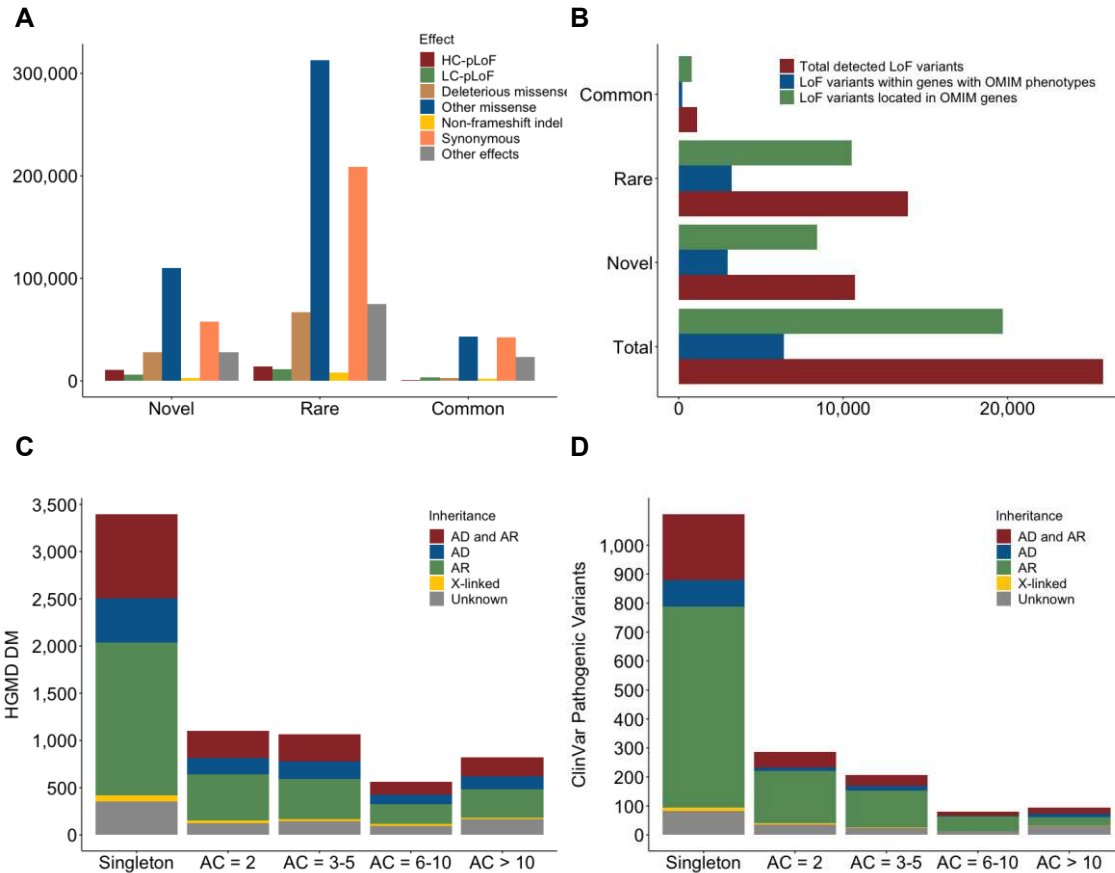 A
Effect
HC-pLoF
LC-pLoF
Deleterious missense
Other missense
Non-frameshift indel
Synonymous
Other effects
300,000
200,000
100,000
0
Novel Rare Common
B
Total detected LoF variants
LoF variants within genes with OMIM phenotypes
LoF variants located in OMIM genes
Common
Rare
Novel
Total
0 10,000 20,000
C
Inheritance
AD and AR
AD
AR
X-linked
Unknown
HGMD DM
3,500
3,000
2,500
2,000
1,500
1,000
500
0
Singleton AC = 2 AC = 3-5 AC = 6-10 AC > 10
D
Inheritance
AD and AR
AD
AR
X-linked
Unknown
ClinVar Pathogenic Variants
1,000
900
800
700
600
500
400
300
200
100
0
Singleton AC = 2 AC = 3-5 AC = 6-10 AC > 10